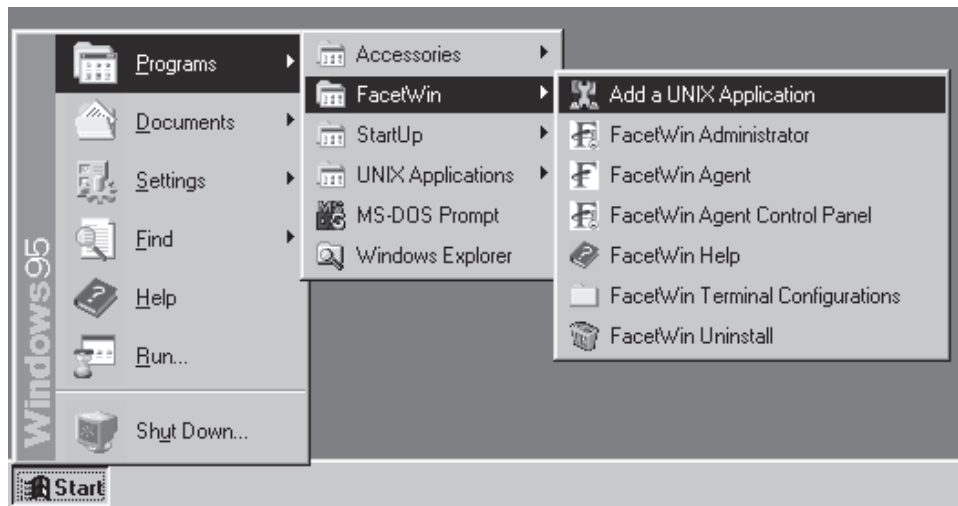 Windows95
Programs
Documents
Settings
Find
Help
Run...
Shut Down...
Accessories
FacetWin
StartUp
UNIX Applications
MS-DOS Prompt
Windows Explorer
Add a UNIX Application
FacetWin Administrator
FacetWin Agent
FacetWin Agent Control Panel
FacetWin Help
FacetWin Terminal Configurations
FacetWin Uninstall
Start